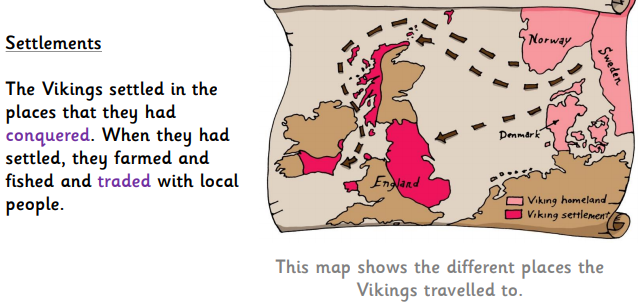 Settlements
The Vikings settled in the
places that they had
conquered. When they had
settled, they farmed and
fished and traded with local
people.
Norway
Sweden
Denmark
England
Viking homeland
Viking settlement
This map shows the different places the
Vikings travelled to.